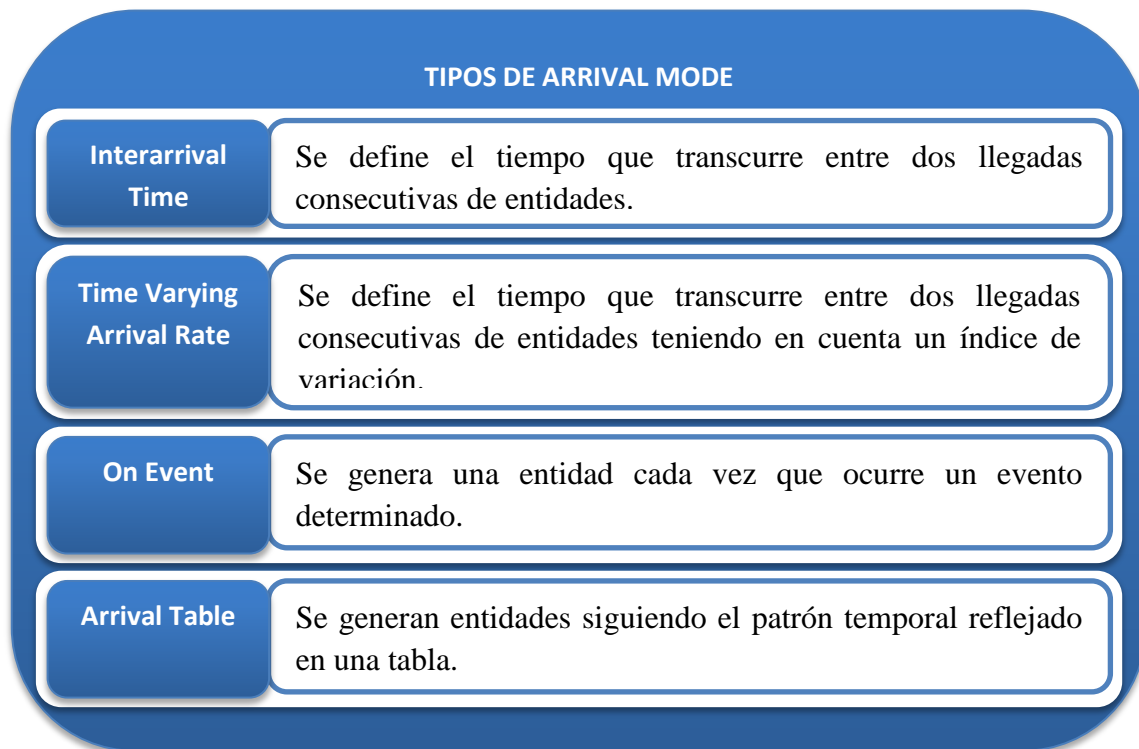 TIPOS DE ARRIVAL MODE
Interarrival
Time
Se define el tiempo que transcurre entre dos llegadas
consecutivas de entidades.
Time Varying
Arrival Rate
Se define el tiempo que transcurre entre dos llegadas
consecutivas de entidades teniendo en cuenta un índice de
variación.
On Event
Se genera una entidad cada vez que ocurre un evento
determinado.
Arrival Table
Se generan entidades siguiendo el patrón temporal reflejado
en una tabla.